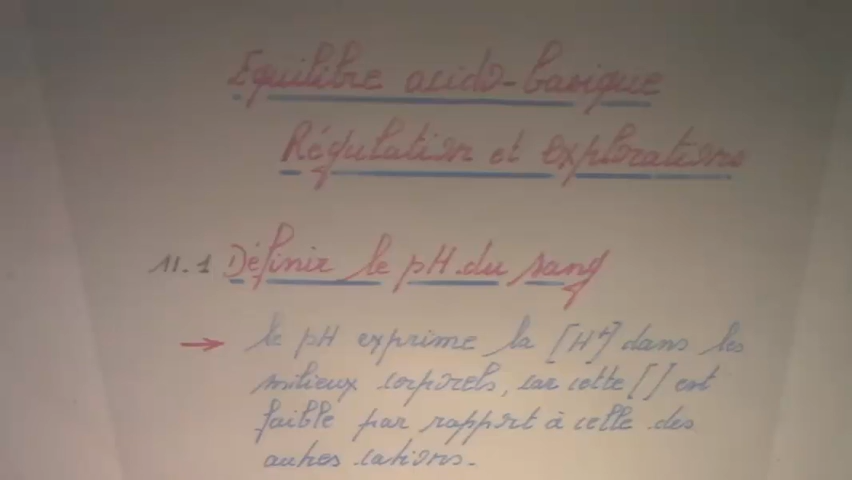 Equilibre acido-basique
Régulation et explorations
11.1 Définir le pH du sang
→ le pH exprime la [H+] dans les
milieux corporels, car cette [] est
faible par rapport à celle des
autres cations.